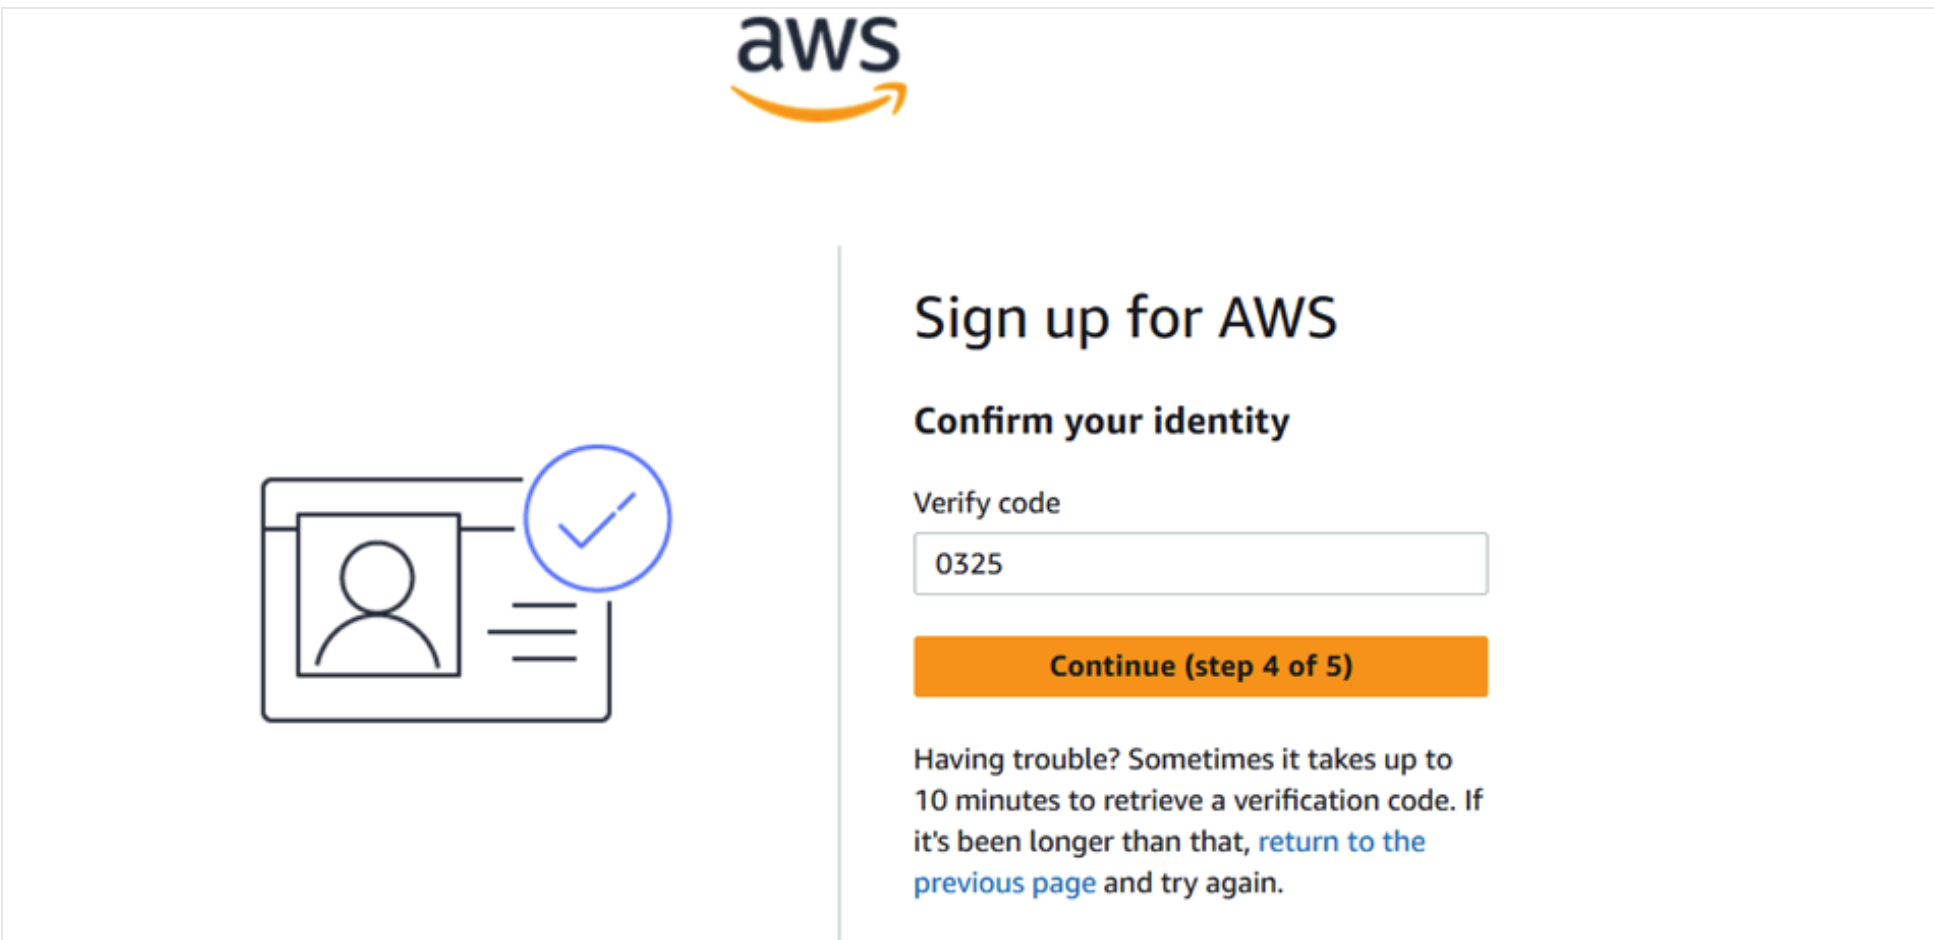 aws
Sign up for AWS
Confirm your identity
Verify code
0325
Continue (step 4 of 5)
Having trouble? Sometimes it takes up to
10 minutes to retrieve a verification code. If
it's been longer than that, return to the
previous page and try again.